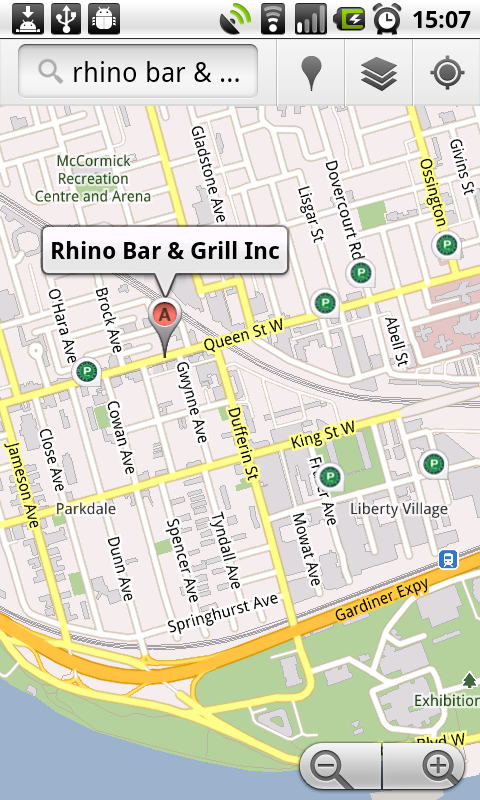 15:07
rhino bar & ...
McCormick
Recreation
Centre and Arena
Gladstone Ave
Lisgar St
Dovercourt Rd
Ossington
Givins St
Rhino Bar & Grill Inc
A
O'Hara Ave
Brock Ave
Queen St W
Abell St
P
P
P
P
P
P
Gwynne Ave
Dufferin St
King St W
Jameson Ave
Close Ave
Cowan Ave
Parkdale
Liberty Village
Mowat Ave
Dunn Ave
Spencer Ave
Tyndall Ave
Springhurst Ave
Gardiner Expy
Exhibition
Blvd W